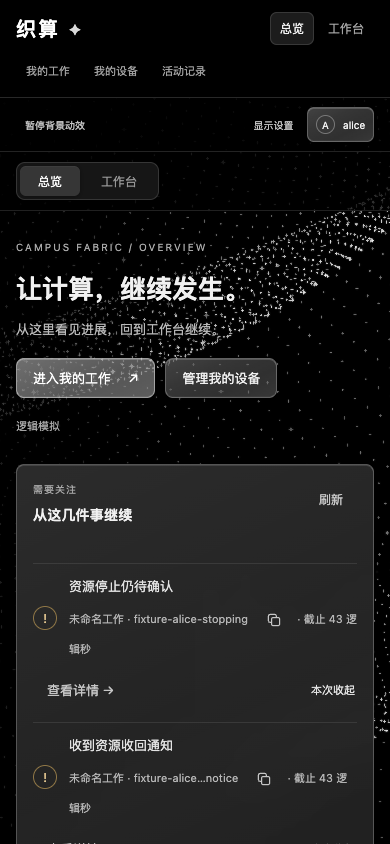 织算
总览 工作台
我的工作 我的设备 活动记录
暂停背景动效 显示设置 A alice
总览 工作台
CAMPUS FABRIC / OVERVIEW
让计算，继续发生。
从这里看见进展，回到工作台继续。
进入我的工作 ↗ 管理我的设备
逻辑模拟
需要关注
从这几件事继续
刷新
资源停止仍待确认
! 未命名工作 · fixture-alice-stopping · 截止 43 逻
辑秒
查看详情 → 本次收起
收到资源收回通知
! 未命名工作 · fixture-alice…notice · 截止 43 逻
辑秒